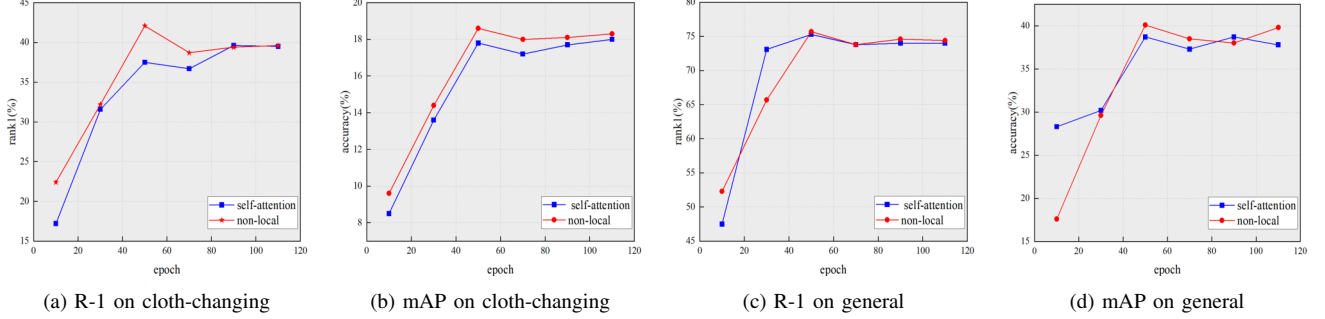 45
40
35
30
25
20
15
0
20
40
60
80
100
120
rank1(%)
epoch
self-attention
non-local
(a) R-1 on cloth-changing
20
18
16
14
12
10
8
0
20
40
60
80
100
120
accuracy(%)
epoch
self-attention
non-local
(b) mAP on cloth-changing
80
75
70
65
60
55
50
45
0
20
40
60
80
100
120
rank1(%)
epoch
self-attention
non-local
(c) R-1 on general
40
35
30
25
20
15
0
20
40
60
80
100
120
accuracy(%)
epoch
self-attention
non-local
(d) mAP on general